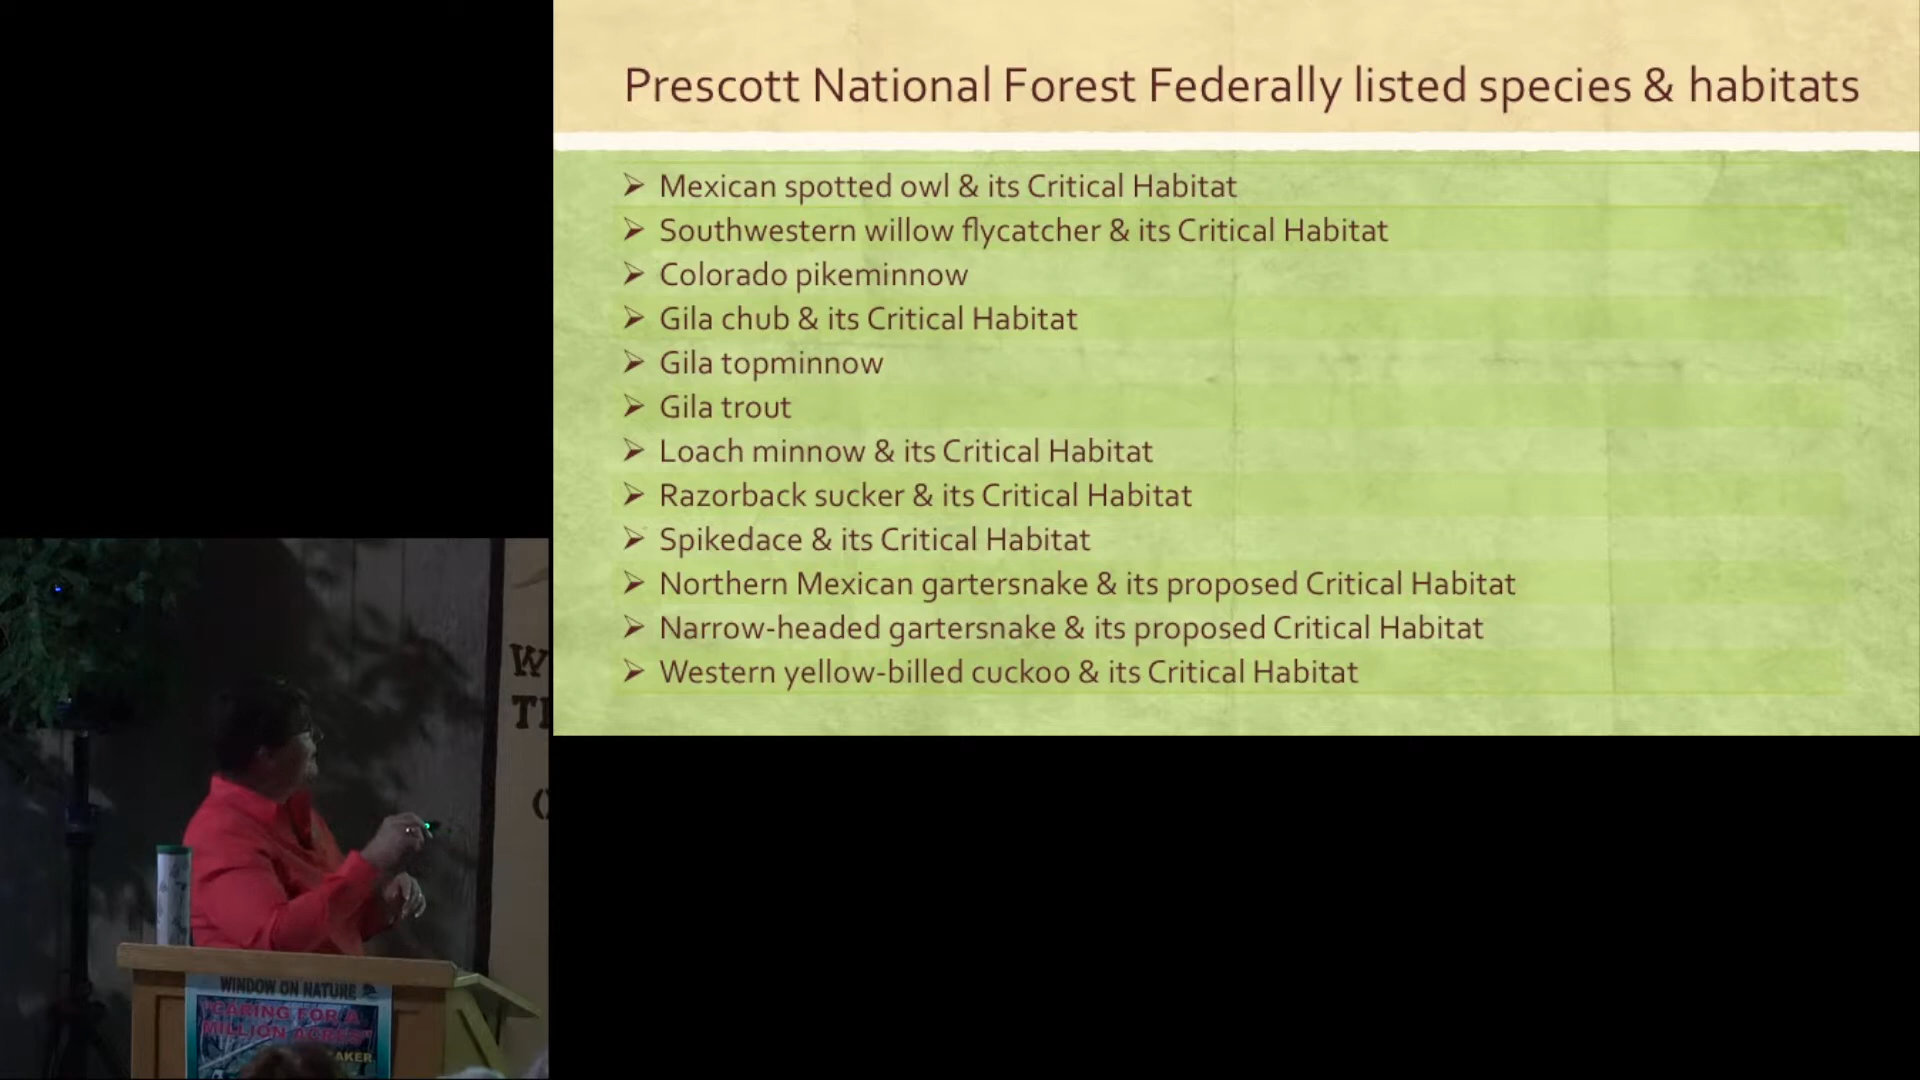 Prescott National Forest Federally listed species & habitats
➢ Mexican spotted owl & its Critical Habitat
➢ Southwestern willow flycatcher & its Critical Habitat
➢ Colorado pikeminnow
➢ Gila chub & its Critical Habitat
➢ Gila topminnow
➢ Gila trout
➢ Loach minnow & its Critical Habitat
➢ Razorback sucker & its Critical Habitat
➢ Spikedace & its Critical Habitat
➢ Northern Mexican gartersnake & its proposed Critical Habitat
➢ Narrow-headed gartersnake & its proposed Critical Habitat
➢ Western yellow-billed cuckoo & its Critical Habitat
WINDOW ON NATURE
"CARING FOR A
MILLION ACRES"